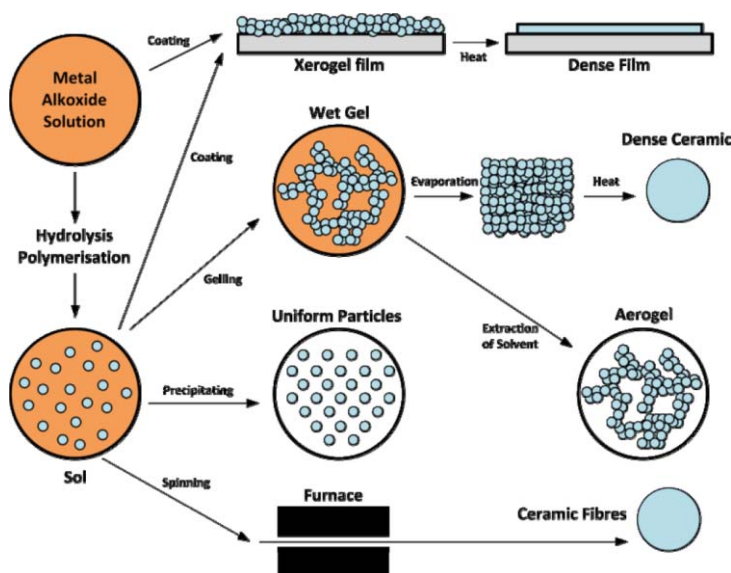 Coating
Xerogel film
Heat
Dense Film
Metal
Alkoxide
Solution
Coating
Wet Gel
Dense Ceramic
Evaporation
Heat
Hydrolysis
Polymerisation
Gelling
Uniform Particles
Extraction
of Solvent
Aerogel
Precipitating
Sol
Spinning
Furnace
Ceramic Fibres